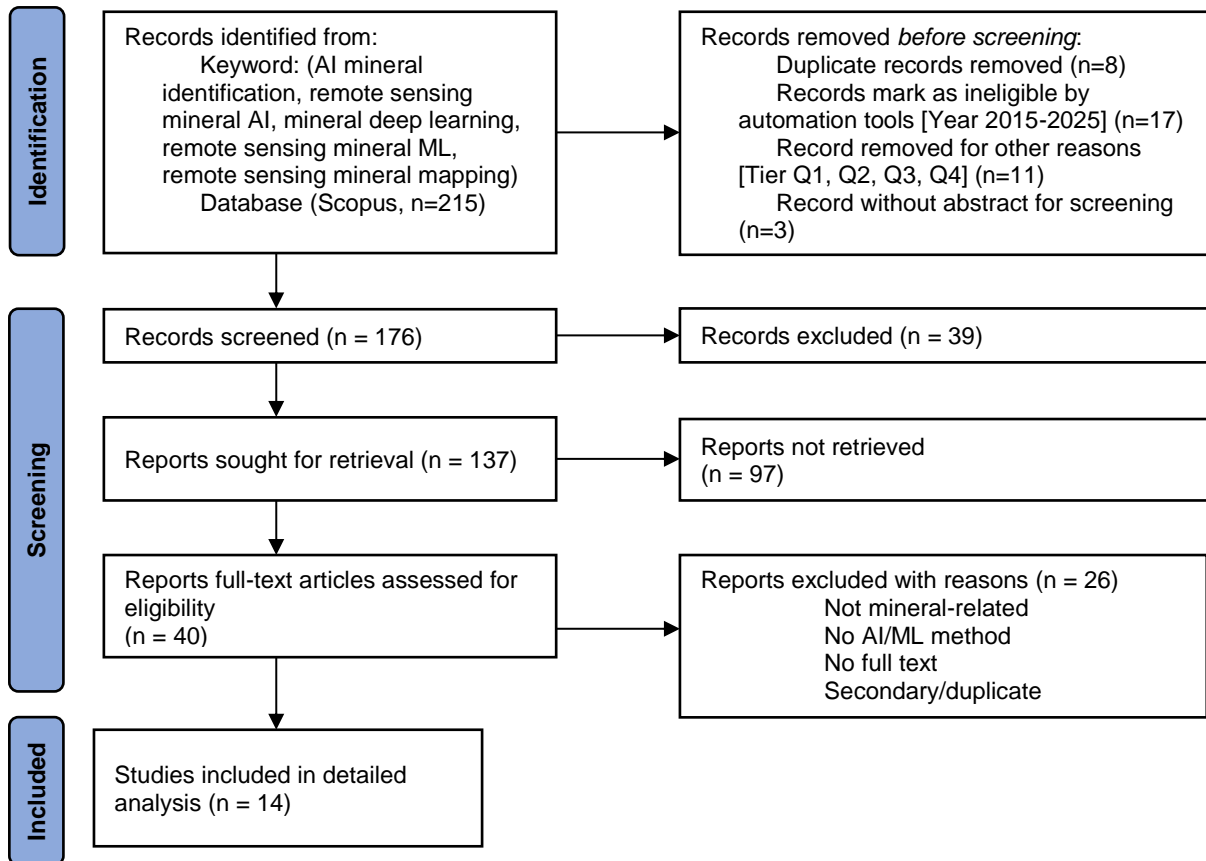 Identification
Records identified from:
Keyword: (AI mineral
identification, remote sensing
mineral AI, mineral deep learning,
remote sensing mineral ML,
remote sensing mineral mapping)
Database (Scopus, n=215)
Records removed before screening:
Duplicate records removed (n=8)
Records mark as ineligible by
automation tools [Year 2015-2025] (n=17)
Record removed for other reasons
[Tier Q1, Q2, Q3, Q4] (n=11)
Record without abstract for screening
(n=3)
Screening
Records screened (n = 176)
Records excluded (n = 39)
Reports sought for retrieval (n = 137)
Reports not retrieved
(n = 97)
Reports full-text articles assessed for
eligibility
(n = 40)
Reports excluded with reasons (n = 26)
Not mineral-related
No AI/ML method
No full text
Secondary/duplicate
Included
Studies included in detailed
analysis (n = 14)